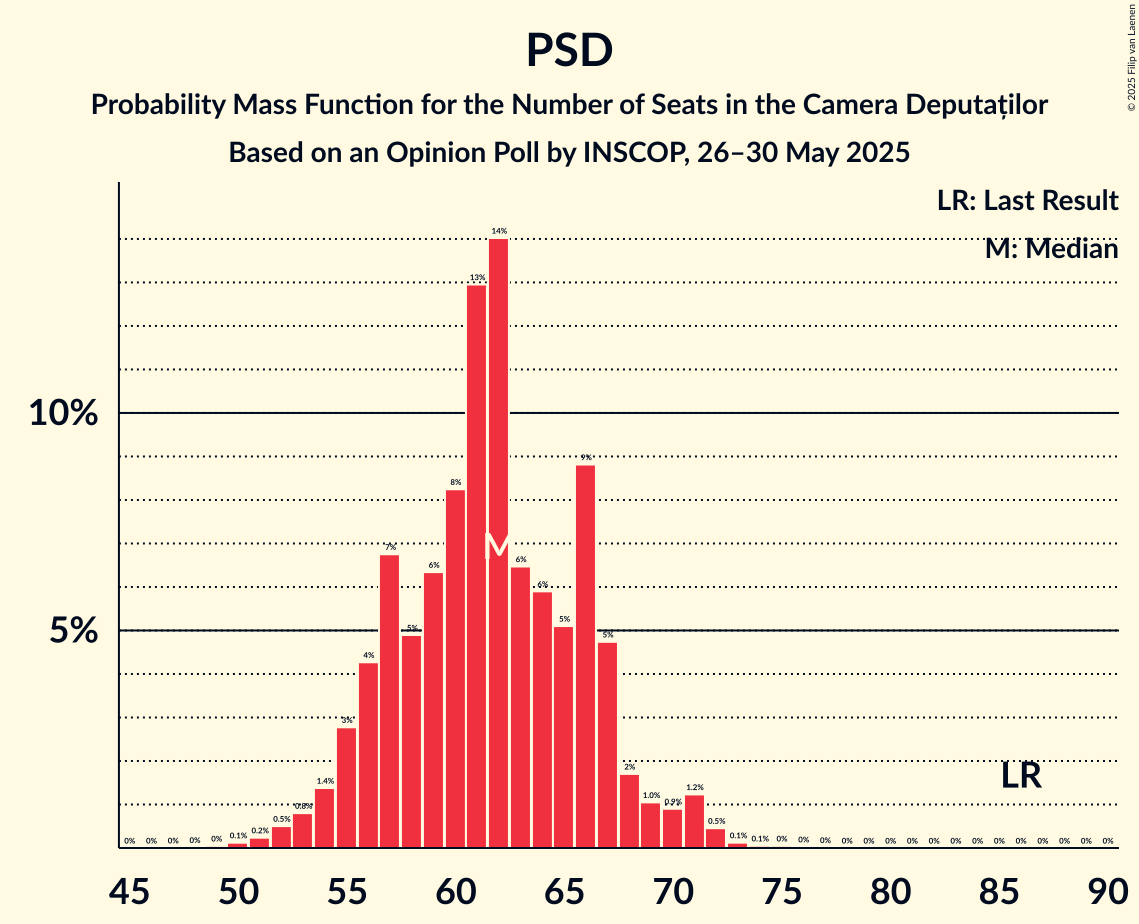 PSD
Probability Mass Function for the Number of Seats in the Camera Deputaților
Based on an Opinion Poll by INSCOP, 26–30 May 2025
© 2025 Filip van Laenen
LR: Last Result
M: Median
10%
5%
0% 0% 0% 0% 0% 0.1% 0.2% 0.5% 0.8% 1.4% 3% 4% 7% 5% 6% 8% 13% 14% 6% 6% 5% 9% 5% 2% 1.0% 0.9% 1.2% 0.5% 0.1% 0.1% 0% 0% 0% 0% 0% 0% 0% 0% 0% 0% 0% 0% 0% 0% 0% 0%
M
LR
45 50 55 60 65 70 75 80 85 90